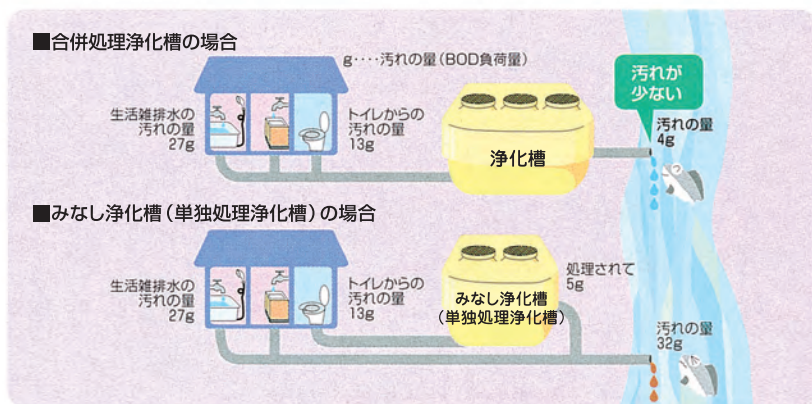 ■合併処理浄化槽の場合
g‥‥汚れの量(BOD負荷量)
汚れが
少ない
生活雑排水の
汚れの量
27g
トイレからの
汚れの量
13g
浄化槽
汚れの量
4g
■みなし浄化槽(単独処理浄化槽)の場合
生活雑排水の
汚れの量
27g
トイレからの
汚れの量
13g
みなし浄化槽
(単独処理浄化槽)
処理されて
5g
汚れの量
32g